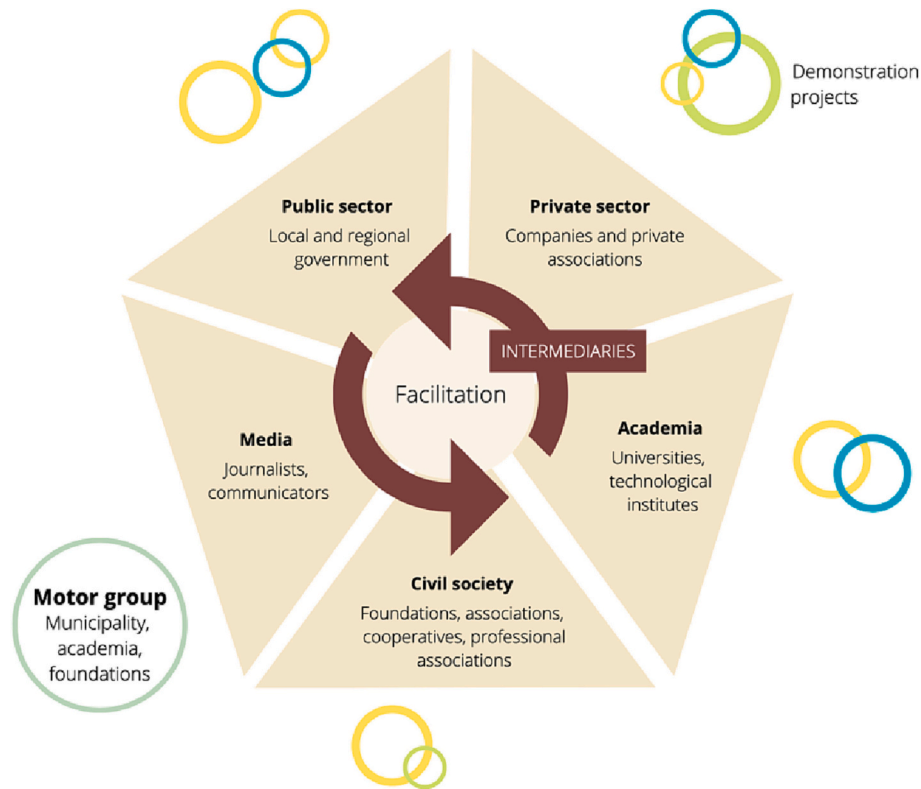 Demonstration
projects
Public sector
Local and regional
government
Private sector
Companies and private
associations
INTERMEDIARIES
Facilitation
Media
Journalists,
communicators
Academia
Universities,
technological
institutes
Civil society
Foundations, associations,
cooperatives, professional
associations
Motor group
Municipality,
academia,
foundations